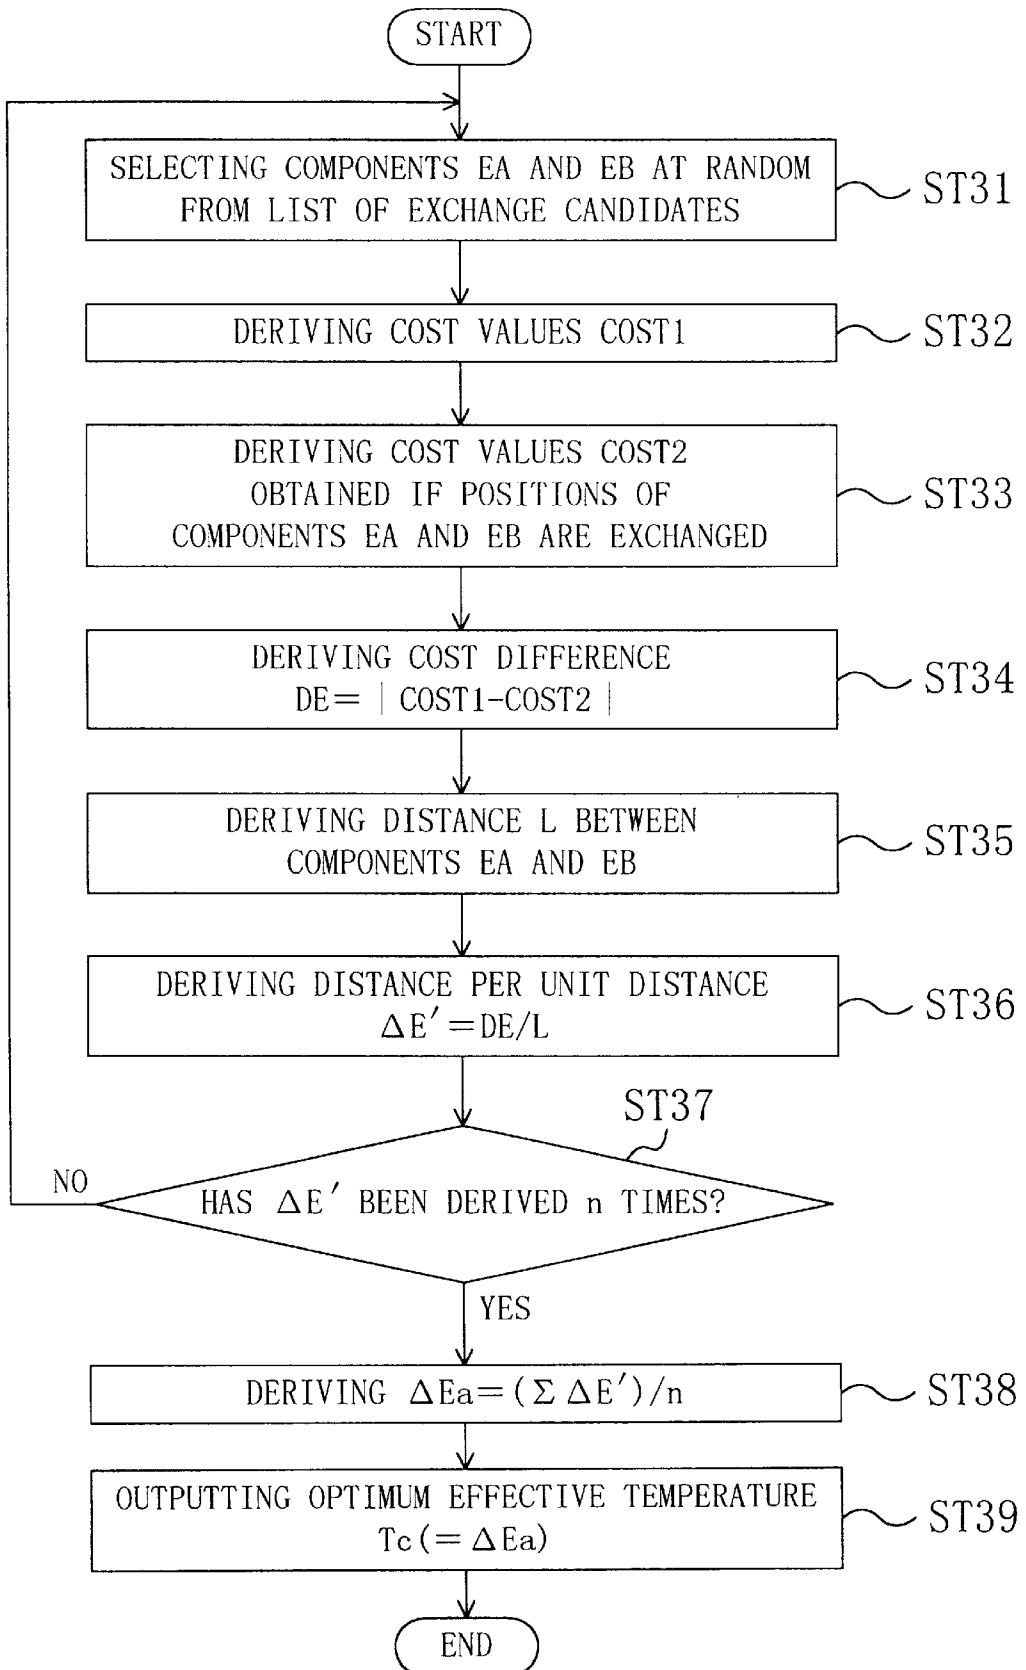 START
SELECTING COMPONENTS EA AND EB AT RANDOM
FROM LIST OF EXCHANGE CANDIDATES
ST31
DERIVING COST VALUES COST1
ST32
DERIVING COST VALUES COST2
OBTAINED IF POSITIONS OF
COMPONENTS EA AND EB ARE EXCHANGED
ST33
DERIVING COST DIFFERENCE
DE=│COST1-COST2│
ST34
DERIVING DISTANCE L BETWEEN
COMPONENTS EA AND EB
ST35
DERIVING DISTANCE PER UNIT DISTANCE
ΔE′=DE/L
ST36
ST37
NO
HAS ΔE′ BEEN DERIVED n TIMES?
YES
DERIVING ΔEa=(Σ ΔE′)/n
ST38
OUTPUTTING OPTIMUM EFFECTIVE TEMPERATURE
Tc(=ΔEa)
ST39
END